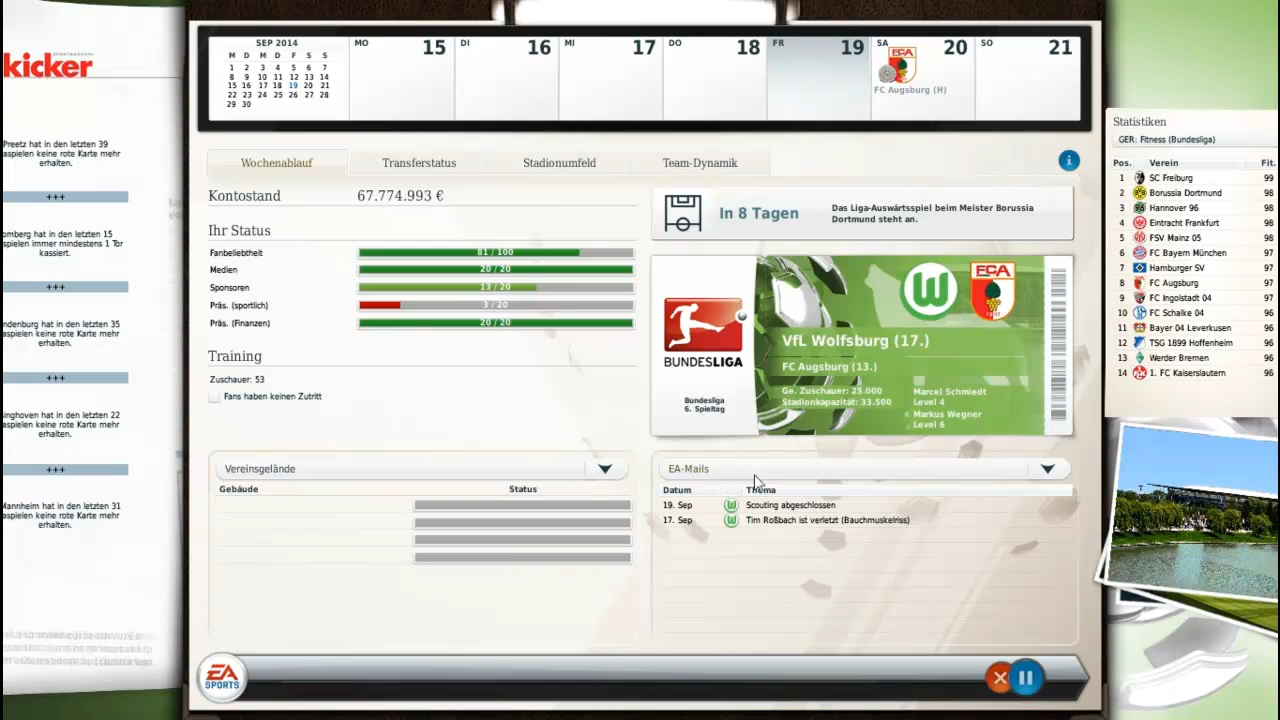 SPORTMAGAZIN
kicker
Preetz hat in den letzten 39
aspielen keine rote Karte mehr
erhalten.
+++
omberg hat in den letzten 15
spielen immer mindestens 1 Tor
kassiert.
+++
ndenburg hat in den letzten 35
aspielen keine rote Karte mehr
erhalten.
+++
inghoven hat in den letzten 22
aspielen keine rote Karte mehr
erhalten.
+++
Mannheim hat in den letzten 31
aspielen keine rote Karte mehr
erhalten.
SEP 2014
M D M D F S S
1 2 3 4 5 6 7
8 9 10 11 12 13 14
15 16 17 18 19 20 21
22 23 24 25 26 27 28
29 30
MO 15
DI 16
MI 17
DO 18
FR 19
SA 20
FCA
FC Augsburg (H)
SO 21
Wochenablauf Transferstatus Stadionumfeld Team-Dynamik
i
Kontostand 67.774.993 €
Ihr Status
Fanbeliebtheit 81 / 100
Medien 20 / 20
Sponsoren 13 / 20
Präs. (sportlich) 3 / 20
Präs. (Finanzen) 20 / 20
Training
Zuschauer: 53
Fans haben keinen Zutritt
In 8 Tagen
Das Liga-Auswärtsspiel beim Meister Borussia
Dortmund steht an.
BUNDESLIGA
Bundesliga
6. Spieltag
W
FCA
1907
VfL Wolfsburg (17.)
FC Augsburg (13.)
Ge. Zuschauer: 25.000
Stadionkapazität: 33.500
Marcel Schmiedt
Level 4
Markus Wegner
Level 6
Vereinsgelände
Gebäude Status
EA-Mails
Datum Thema
19. Sep Scouting abgeschlossen
17. Sep Tim Roßbach ist verletzt (Bauchmuskelriss)
EA
SPORTS
Statistiken
GER: Fitness (Bundesliga)
Pos. Verein Fit.
1 SC Freiburg 99
2 Borussia Dortmund 98
3 Hannover 96 98
4 Eintracht Frankfurt 98
5 FSV Mainz 05 98
6 FC Bayern München 97
7 Hamburger SV 97
8 FC Augsburg 97
9 FC Ingolstadt 04 97
10 FC Schalke 04 96
11 Bayer 04 Leverkusen 96
12 TSG 1899 Hoffenheim 96
13 Werder Bremen 96
14 1. FC Kaiserslautern 96